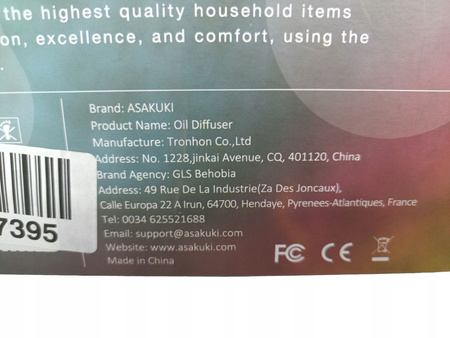 the highest quality household items
on, excellence, and comfort, using the
.
Brand: ASAKUKI
Product Name: Oil Diffuser
Manufacture: Tronhon Co.,Ltd
Address: No. 1228,jinkai Avenue, CQ, 401120, China
Brand Agency: GLS Behobia
Address: 49 Rue De La Industrie(Za Des Joncaux),
Calle Europa 22 A Irun, 64700, Hendaye, Pyrenees-Atlantiques, France
Tel: 0034 625521688
Email: support@asakuki.com
Website: www.asakuki.com
Made in China
7395
FC CE